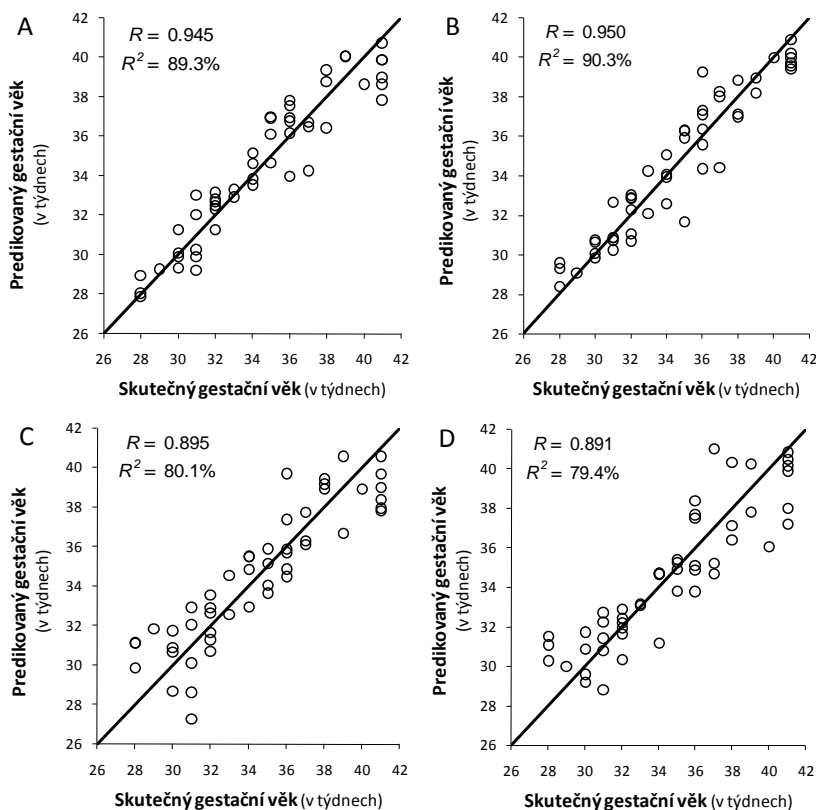 A
R = 0.945
R² = 89.3%
Predikovaný gestační věk
(v týdnech)
42
40
38
36
34
32
30
28
26
26 28 30 32 34 36 38 40 42
Skutečný gestační věk (v týdnech)
B
R = 0.950
R² = 90.3%
Predikovaný gestační věk
(v týdnech)
42
40
38
36
34
32
30
28
26
26 28 30 32 34 36 38 40 42
Skutečný gestační věk (v týdnech)
C
R = 0.895
R² = 80.1%
Predikovaný gestační věk
(v týdnech)
42
40
38
36
34
32
30
28
26
26 28 30 32 34 36 38 40 42
Skutečný gestační věk (v týdnech)
D
R = 0.891
R² = 79.4%
Predikovaný gestační věk
(v týdnech)
42
40
38
36
34
32
30
28
26
26 28 30 32 34 36 38 40 42
Skutečný gestační věk (v týdnech)